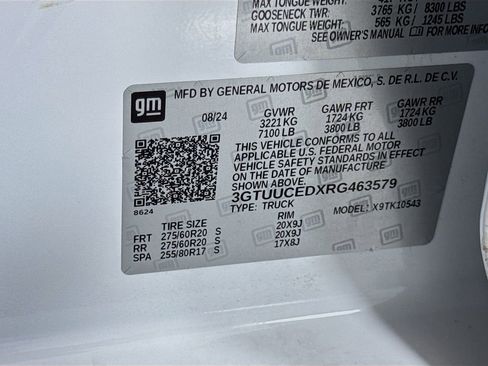 MAX TONGUE WEIGHT:
GOOSENECK TWR: 3765 KG / 8300 LBS
MAX TONGUE WEIGHT: 565 KG / 1245 LBS
SEE OWNER'S MANUAL FOR MORE INFO
gm
MFD BY GENERAL MOTORS DE MEXICO, S. DE R.L. DE C.V.
08/24 GVWR GAWR FRT GAWR RR
3221 KG 1724 KG 1724 KG
7100 LB 3800 LB 3800 LB
THIS VEHICLE CONFORMS TO ALL
APPLICABLE U.S. FEDERAL MOTOR
VEHICLE SAFETY STANDARDS IN EFFECT
ON THE DATE OF MANUFACTURE SHOWN ABOVE.
3GTUUCEDXRG463579
8624 TYPE: TRUCK MODEL: X9TK10543
TIRE SIZE RIM
FRT 275/60R20 S 20X9J
RR 275/60R20 S 20X9J
SPA 255/80R17 S 17X8J